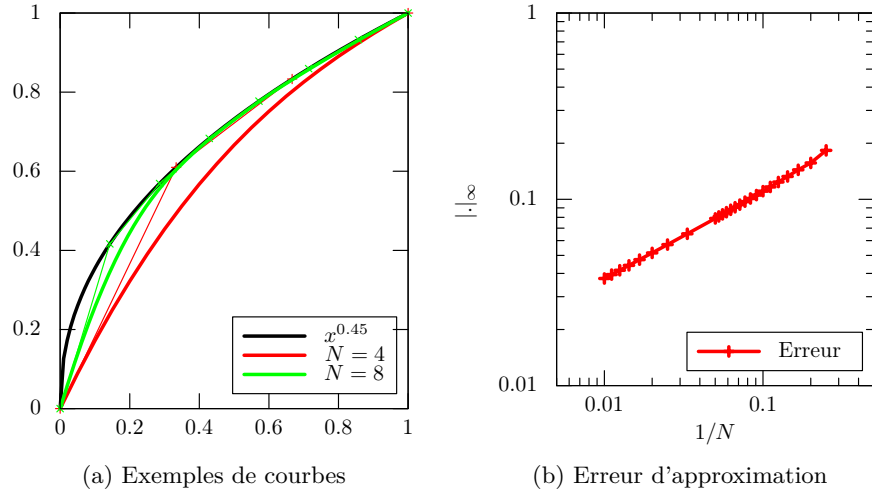 1
0.8
0.6
0.4
0.2
0
0 0.2 0.4 0.6 0.8 1
x^0.45
N = 4
N = 8
(a) Exemples de courbes
1
0.1
0.01
|·|∞
0.01 0.1
1/N
Erreur
(b) Erreur d'approximation